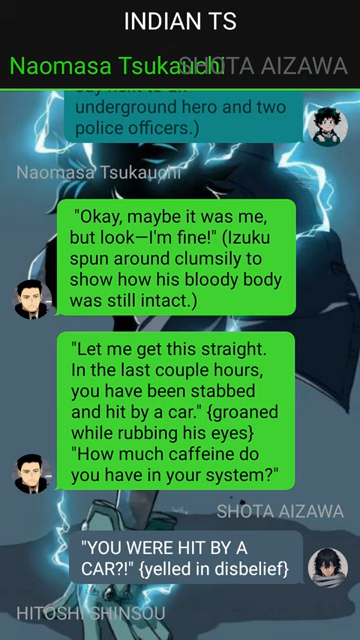 INDIAN TS
Naomasa Tsukauchi SHOTA AIZAWA
say next to an
underground hero and two
police officers.)
Naomasa Tsukauchi
"Okay, maybe it was me,
but look—I'm fine!" (Izuku
spun around clumsily to
show how his bloody body
was still intact.)
"Let me get this straight.
In the last couple hours,
you have been stabbed
and hit by a car." {groaned
while rubbing his eyes}
"How much caffeine do
you have in your system?"
SHOTA AIZAWA
"YOU WERE HIT BY A
CAR?!" {yelled in disbelief}
HITOSHI SHINSOU